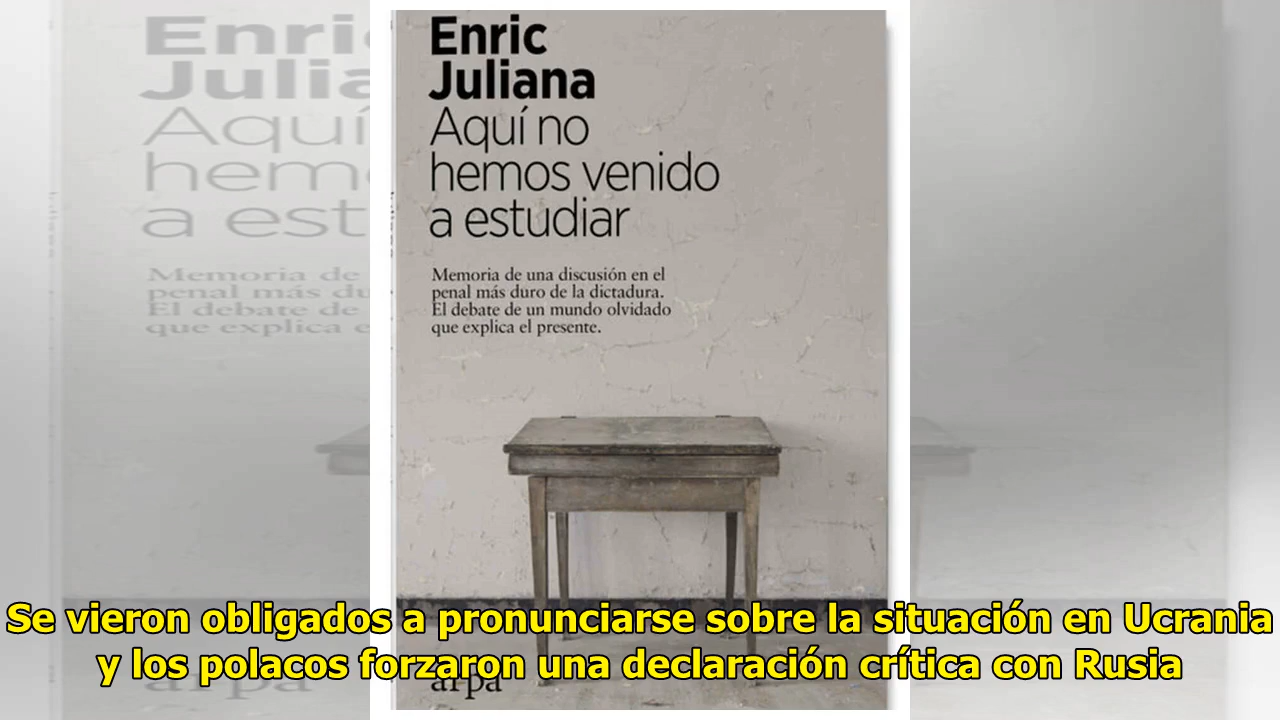 Enric
Juliana
Aquí no
hemos venido
a estudiar
Memoria de una discusión en el
penal más duro de la dictadura.
El debate de un mundo olvidado
que explica el presente.
arpa
Se vieron obligados a pronunciarse sobre la situación en Ucrania
y los polacos forzaron una declaración crítica con Rusia